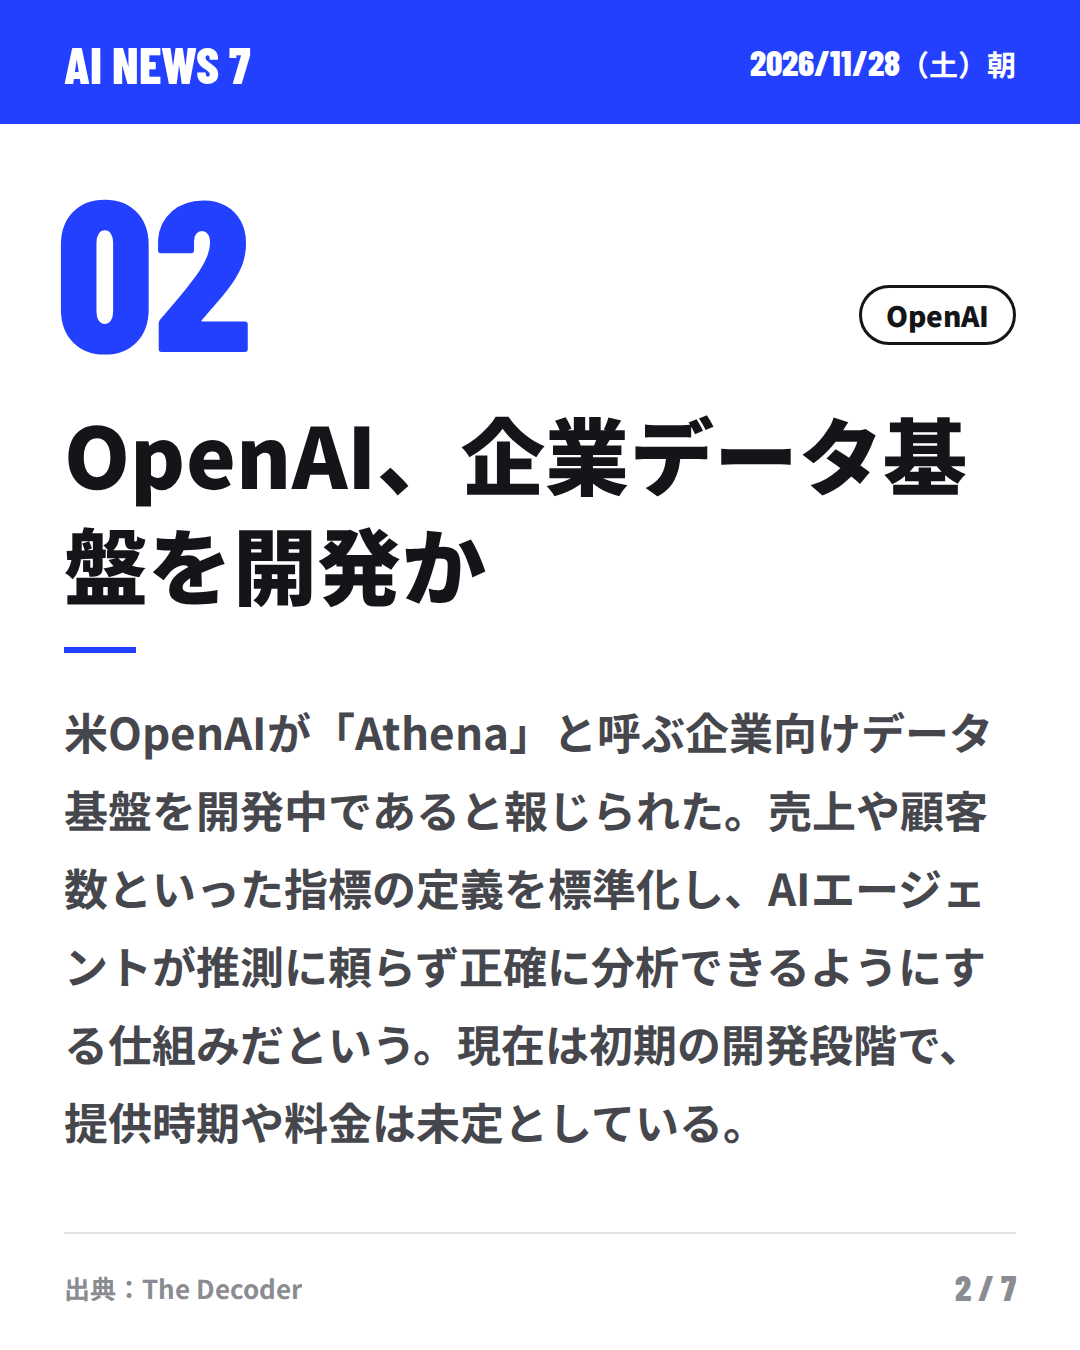 AI NEWS 7
2026/11/28（土）朝
02
OpenAI
OpenAI、企業データ基
盤を開発か
米OpenAIが「Athena」と呼ぶ企業向けデータ
基盤を開発中であると報じられた。売上や顧客
数といった指標の定義を標準化し、AIエージェ
ントが推測に頼らず正確に分析できるようにす
る仕組みだという。現在は初期の開発段階で、
提供時期や料金は未定としている。
出典：The Decoder
2 / 7